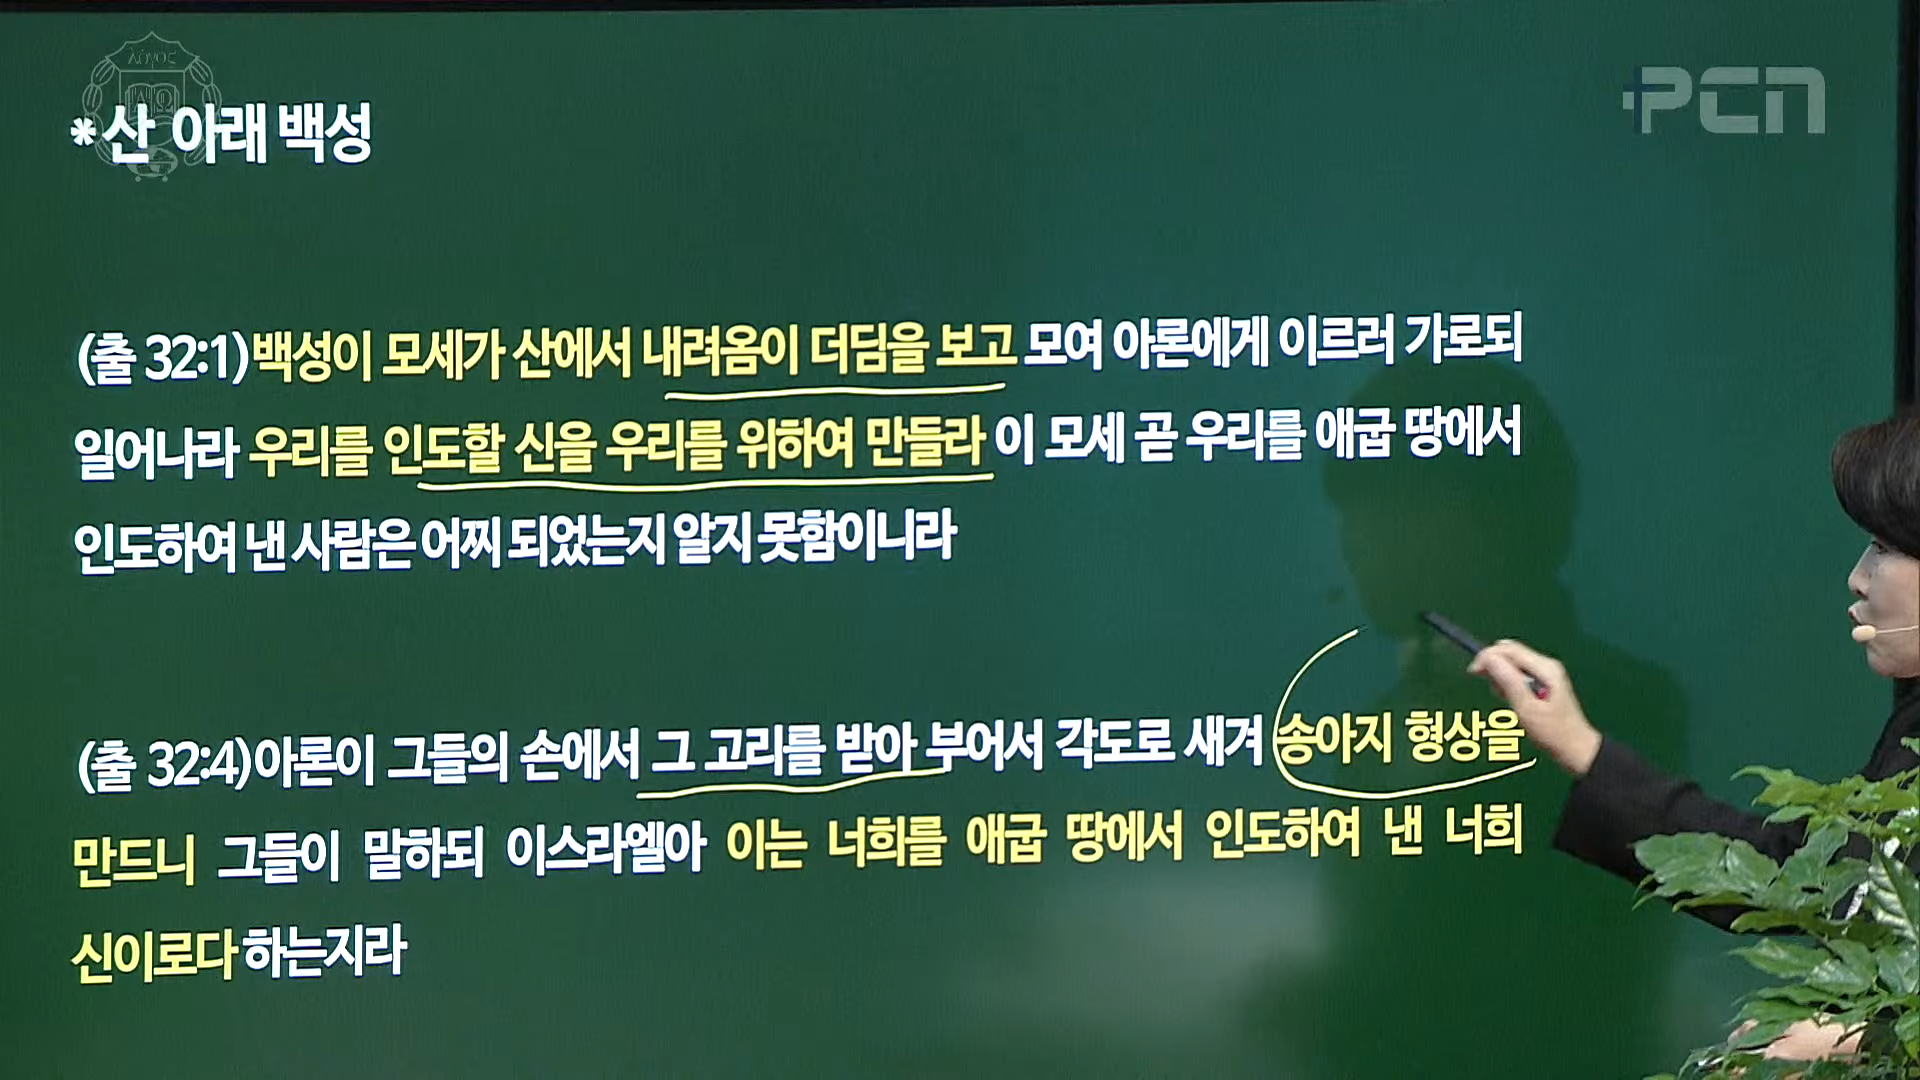 λόγος
ΑΩ
PCN
*산 아래 백성
(출 32:1)백성이 모세가 산에서 내려옴이 더딤을 보고 모여 아론에게 이르러 가로되
일어나라 우리를 인도할 신을 우리를 위하여 만들라 이 모세 곧 우리를 애굽 땅에서
인도하여 낸 사람은 어찌 되었는지 알지 못함이니라
(출 32:4)아론이 그들의 손에서 그 고리를 받아 부어서 각도로 새겨 송아지 형상을
만드니 그들이 말하되 이스라엘아 이는 너희를 애굽 땅에서 인도하여 낸 너희
신이로다 하는지라